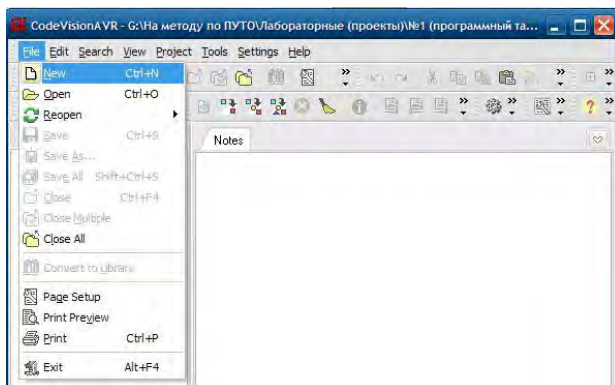 CodeVisionAVR - G:\На методу по ПУТО\Лабораторные (проекты)\№1 (программный та...
File Edit Search View Project Tools Settings Help
New Ctrl+N
Open Ctrl+O
Reopen
Save Ctrl+S
Save As...
Save All Shift+Ctrl+S
Close Ctrl+F4
Close Multiple
Close All
Convert to Library
Page Setup
Print Preview
Print Ctrl+P
Exit Alt+F4
Notes